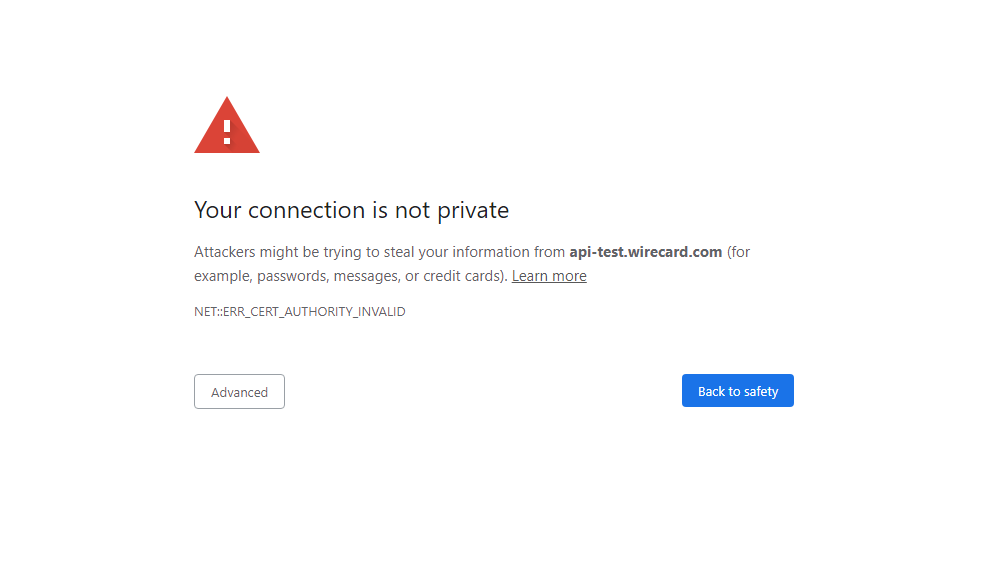 Your connection is not private
Attackers might be trying to steal your information from api-test.wirecard.com (for
example, passwords, messages, or credit cards). Learn more
NET::ERR_CERT_AUTHORITY_INVALID
Advanced
Back to safety